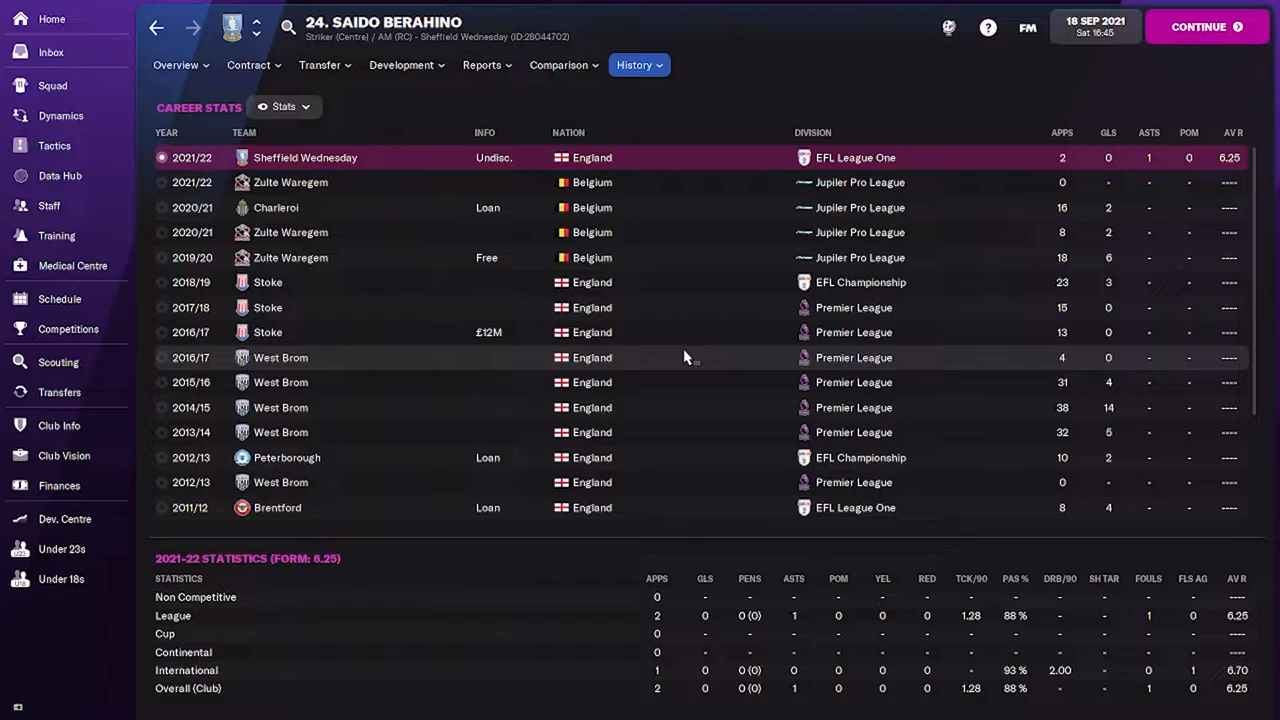 Home
Inbox
Squad
Dynamics
Tactics
Data Hub
Staff
Training
Medical Centre
Schedule
Competitions
Scouting
Transfers
Club Info
Club Vision
Finances
Dev. Centre
Under 23s
Under 18s
24. SAIDO BERAHINO
Striker (Centre) / AM (RC) - Sheffield Wednesday (ID:28044702)
? FM 18 SEP 2021 CONTINUE
Sat 16:45
Overview Contract Transfer Development Reports Comparison History
CAREER STATS Stats
YEAR TEAM INFO NATION DIVISION APPS GLS ASTS POM AV R
2021/22 Sheffield Wednesday Undisc. England EFL League One 2 0 1 0 6.25
2021/22 Zulte Waregem Belgium Jupiler Pro League 0 - - - ----
2020/21 Charleroi Loan Belgium Jupiler Pro League 16 2 - - ----
2020/21 Zulte Waregem Belgium Jupiler Pro League 8 2 - - ----
2019/20 Zulte Waregem Free Belgium Jupiler Pro League 18 6 - - ----
2018/19 Stoke England EFL Championship 23 3 - - ----
2017/18 Stoke England Premier League 15 0 - - ----
2016/17 Stoke £12M England Premier League 13 0 - - ----
2016/17 West Brom England Premier League 4 0 - - ----
2015/16 West Brom England Premier League 31 4 - - ----
2014/15 West Brom England Premier League 38 14 - - ----
2013/14 West Brom England Premier League 32 5 - - ----
2012/13 Peterborough Loan England EFL Championship 10 2 - - ----
2012/13 West Brom England Premier League 0 - - - ----
2011/12 Brentford Loan England EFL League One 8 4 - - ----
2021-22 STATISTICS (FORM: 6.25)
STATISTICS APPS GLS PENS ASTS POM YEL RED TCK/90 PAS % DRB/90 SH TAR FOULS FLS AG AV R
Non Competitive 0 - - - - - - - - - - - - ----
League 2 0 0 (0) 1 0 0 0 1.28 88 % - - 1 0 6.25
Cup 0 - - - - - - - - - - - - ----
Continental 0 - - - - - - - - - - - - ----
International 1 0 0 (0) 0 0 0 0 - 93 % 2.00 - 0 1 6.70
Overall (Club) 2 0 0 (0) 1 0 0 0 1.28 88 % - - 1 0 6.25